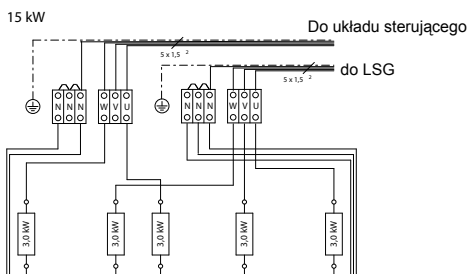 15 kW
Do układu sterującego
5 x 1,5 2
do LSG
5 x 1,5 2
N N N W V U
N N N W V U
3,0 kW 3,0 kW 3,0 kW 3,0 kW 3,0 kW